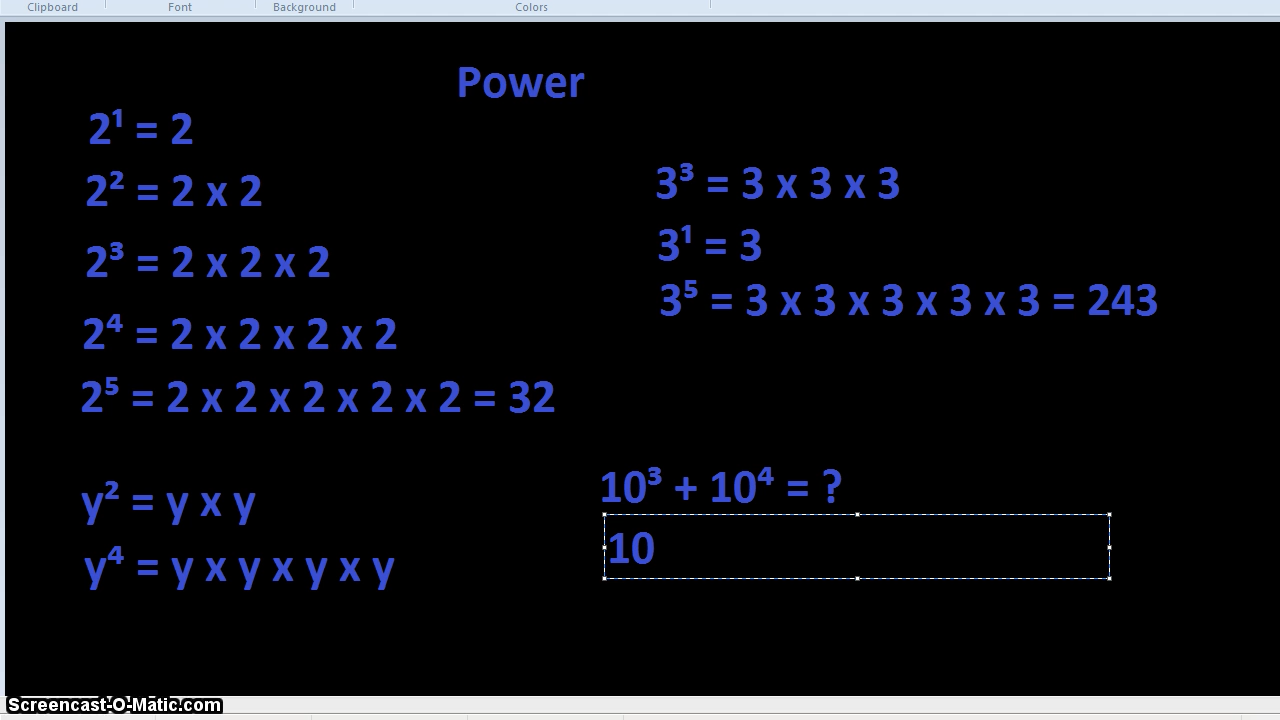 Clipboard Font Background Colors
Power
2¹ = 2
2² = 2 x 2
2³ = 2 x 2 x 2
2⁴ = 2 x 2 x 2 x 2
2⁵ = 2 x 2 x 2 x 2 x 2 = 32
y² = y x y
y⁴ = y x y x y x y
3³ = 3 x 3 x 3
3¹ = 3
3⁵ = 3 x 3 x 3 x 3 x 3 = 243
10³ + 10⁴ = ?
10
Screencast-O-Matic.com